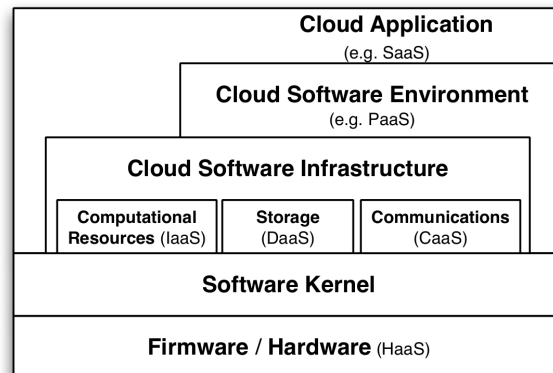 Cloud Application
(e.g. SaaS)
Cloud Software Environment
(e.g. PaaS)
Cloud Software Infrastructure
Computational
Resources (IaaS)
Storage
(DaaS)
Communications
(CaaS)
Software Kernel
Firmware / Hardware (HaaS)